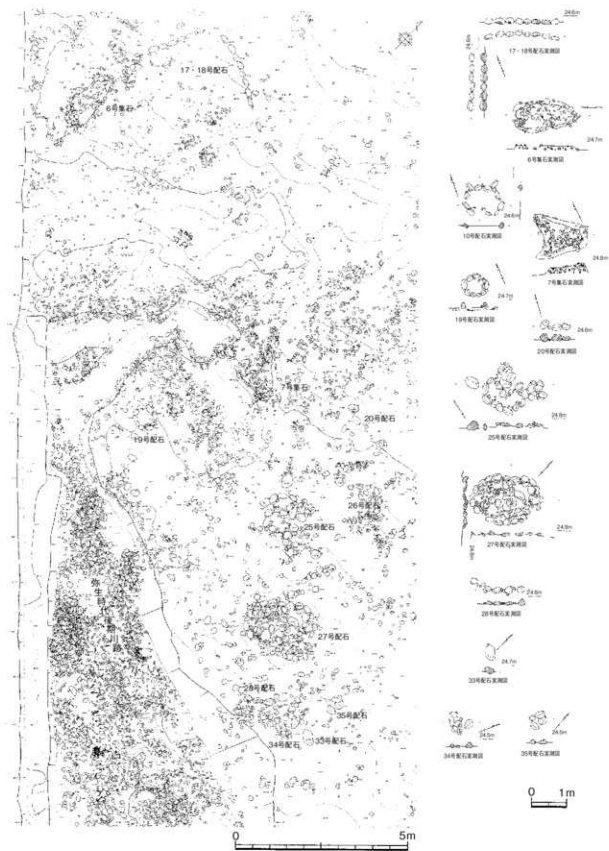 17・18号配石
6号集石
7号集石
20号配石
19号配石
26号配石
25号配石
27号配石
28号配石
35号配石
33号配石
34号配石
0
5m
24.6m
17・18号配石実測図
24.6m
24.7m
6号集石実測図
24.6m
10号配石実測図
24.8m
7号集石実測図
24.7m
19号配石実測図
24.6m
20号配石実測図
24.8m
25号配石実測図
24.8m
27号配石実測図
24.8m
24.6m
28号配石実測図
24.7m
33号配石実測図
24.5m
34号配石実測図
24.5m
35号配石実測図
0
1m